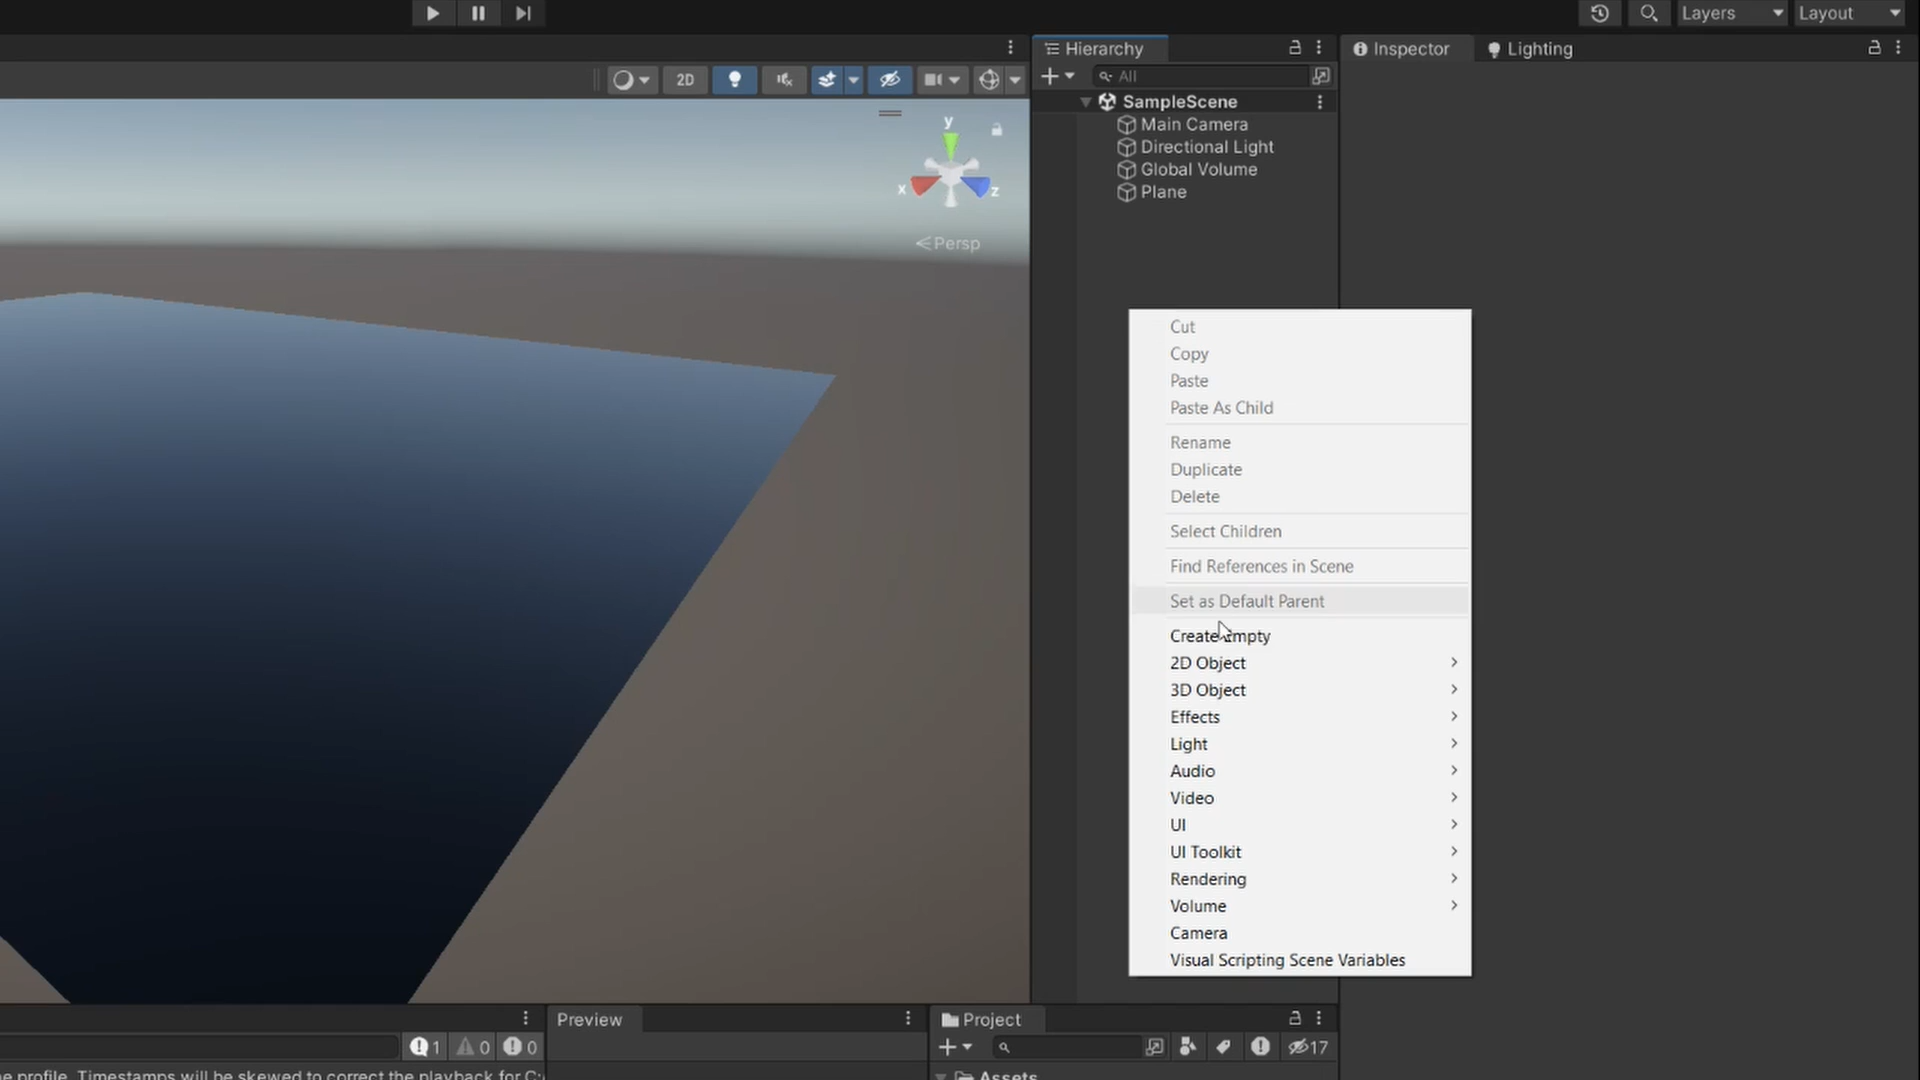 Layers
Layout
Hierarchy
Inspector
Lighting
2D
All
SampleScene
Main Camera
Directional Light
Global Volume
Plane
y
x
z
Persp
Cut
Copy
Paste
Paste As Child
Rename
Duplicate
Delete
Select Children
Find References in Scene
Set as Default Parent
Create Empty
2D Object
3D Object
Effects
Light
Audio
Video
UI
UI Toolkit
Rendering
Volume
Camera
Visual Scripting Scene Variables
Preview
Project
1
0
0
17
e profile. Timestamps will be skewed to correct the playback for C:
Assets